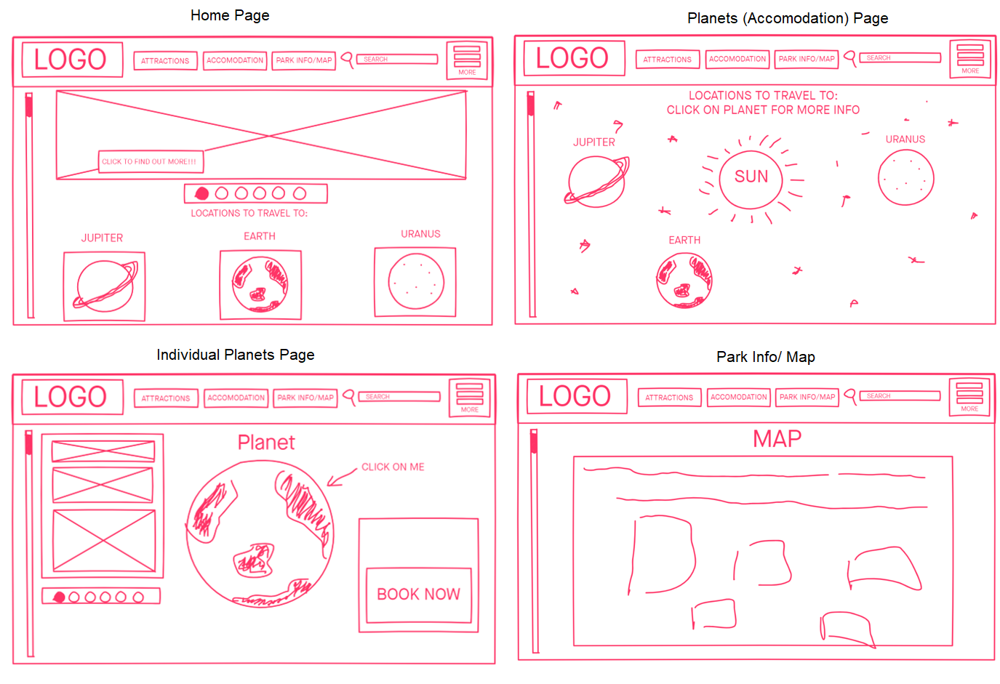 Home Page
LOGO
ATTRACTIONS
ACCOMODATION
PARK INFO/MAP
SEARCH
MORE
CLICK TO FIND OUT MORE!!!
LOCATIONS TO TRAVEL TO:
JUPITER
EARTH
URANUS
Planets (Accomodation) Page
LOGO
ATTRACTIONS
ACCOMODATION
PARK INFO/MAP
SEARCH
MORE
LOCATIONS TO TRAVEL TO:
CLICK ON PLANET FOR MORE INFO
JUPITER
SUN
URANUS
EARTH
Individual Planets Page
LOGO
ATTRACTIONS
ACCOMODATION
PARK INFO/MAP
SEARCH
MORE
Planet
CLICK ON ME
BOOK NOW
Park Info/ Map
LOGO
ATTRACTIONS
ACCOMODATION
PARK INFO/MAP
SEARCH
MORE
MAP